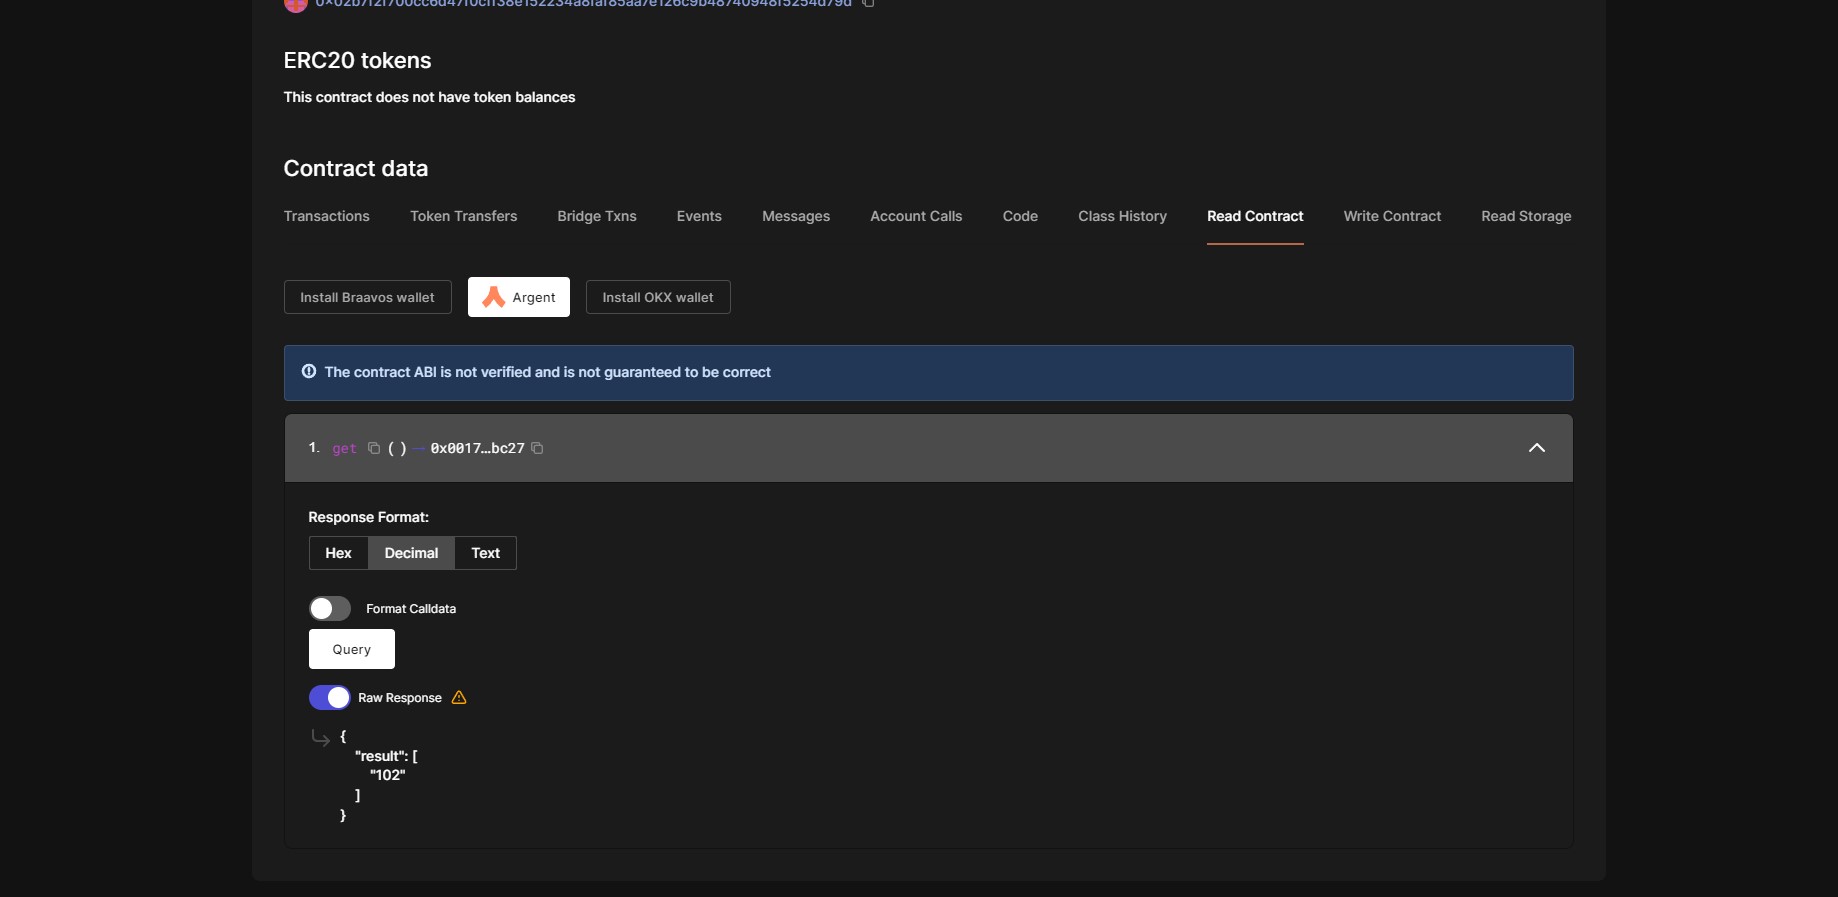 ERC20 tokens
This contract does not have token balances
Contract data
Transactions Token Transfers Bridge Txns Events Messages Account Calls Code Class History Read Contract Write Contract Read Storage
Install Braavos wallet Argent Install OKX wallet
The contract ABI is not verified and is not guaranteed to be correct
1. get ( ) → 0x0017...bc27
Response Format:
Hex Decimal Text
Format Calldata
Query
Raw Response
{
"result": [
"102"
]
}